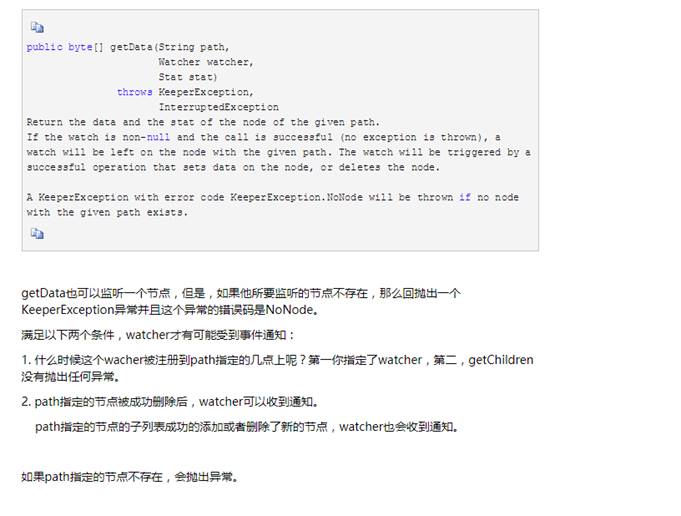 public byte[] getData(String path,
Watcher watcher,
Stat stat)
throws KeeperException,
InterruptedException
Return the data and the stat of the node of the given path.
If the watch is non-null and the call is successful (no exception is thrown), a
watch will be left on the node with the given path. The watch will be triggered by a
successful operation that sets data on the node, or deletes the node.
A KeeperException with error code KeeperException.NoNode will be thrown if no node
with the given path exists.
getData也可以监听一个节点，但是，如果他所要监听的节点不存在，那么回抛出一个
KeeperException异常并且这个异常的错误码是NoNode。
满足以下两个条件，watcher才有可能受到事件通知：
1. 什么时候这个wacher被注册到path指定的几点上呢？第一你指定了watcher，第二，getChildren
没有抛出任何异常。
2. path指定的节点被成功删除后，watcher可以收到通知。
path指定的节点的子列表成功的添加或者删除了新的节点，watcher也会收到通知。
如果path指定的节点不存在，会抛出异常。